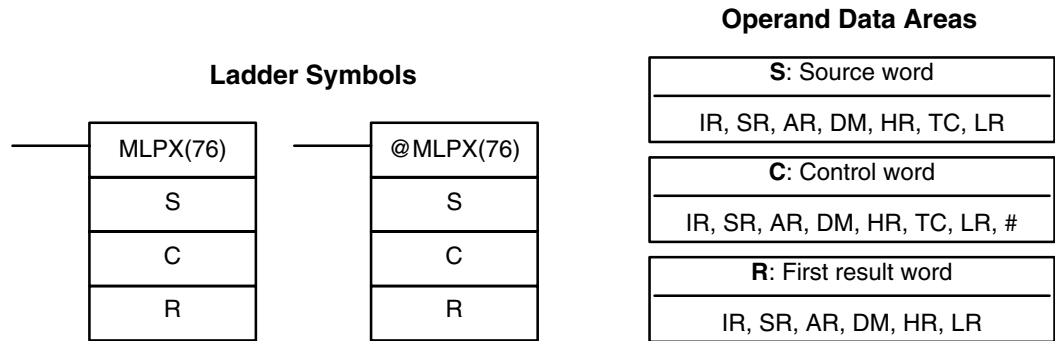 Ladder Symbols
MLPX(76)
S
C
R
@MLPX(76)
S
C
R
Operand Data Areas
S: Source word
IR, SR, AR, DM, HR, TC, LR
C: Control word
IR, SR, AR, DM, HR, TC, LR, #
R: First result word
IR, SR, AR, DM, HR, LR